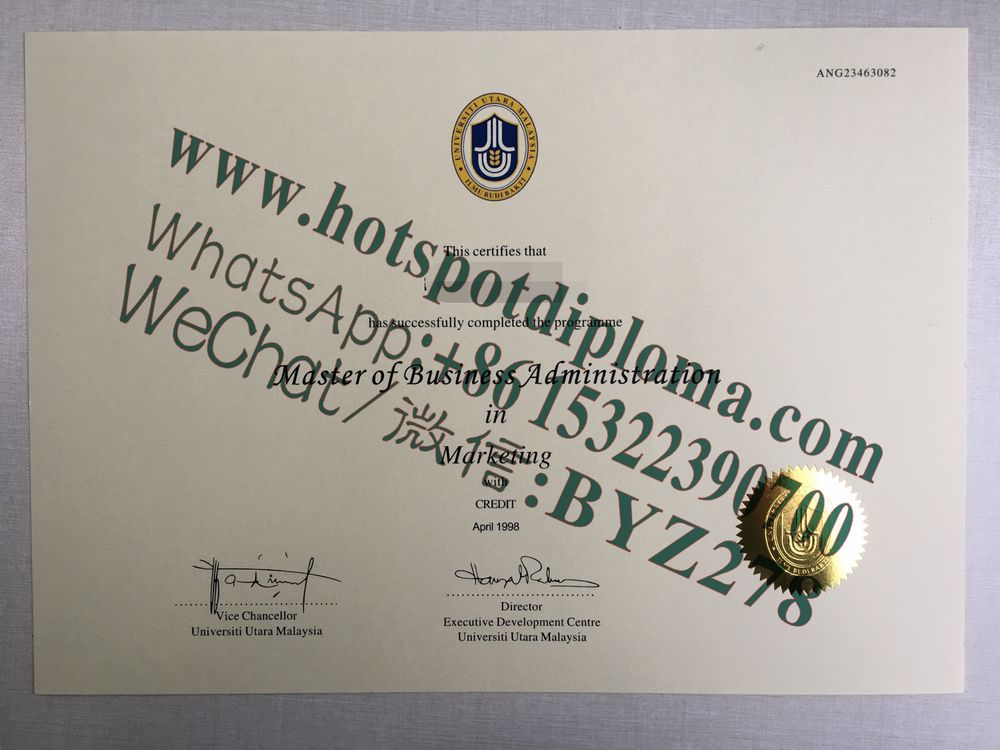 ANG23463082
UNIVERSITI UTARA MALAYSIA
ILMU BUDI BAKTI
This certifies that
has successfully completed the programme
Master of Business Administration
in
Marketing
with
CREDIT
April 1998
www.hotspotdiploma.com
WhatsApp:+86 15322390700
WeChat/微信:BYZ278
Vice Chancellor
Universiti Utara Malaysia
Director
Executive Development Centre
Universiti Utara Malaysia